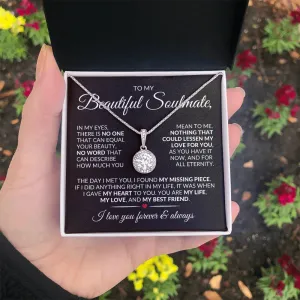 TO MY
Beautiful Soulmate,
IN MY EYES,
THERE IS NO ONE
THAT CAN EQUAL
YOUR BEAUTY,
NO WORD THAT
CAN DESCRIBE
HOW MUCH YOU
MEAN TO ME.
NOTHING THAT
COULD LESSEN MY
LOVE FOR YOU,
AS YOU HAVE IT
NOW, AND FOR
ALL ETERNITY.
THE DAY I MET YOU I FOUND MY MISSING PIECE.
IF I DID ANYTHING RIGHT IN MY LIFE, IT WAS WHEN
I GAVE MY HEART TO YOU. YOU ARE MY LIFE,
MY LOVE, AND MY BEST FRIEND.
I love you forever & always